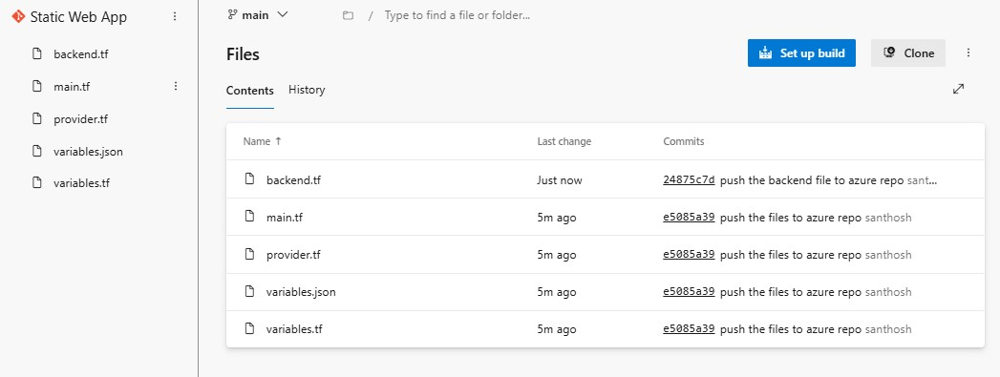 Static Web App
backend.tf
main.tf
provider.tf
variables.json
variables.tf
main / Type to find a file or folder...
Files
Set up build
Clone
Contents History
Name ↑ Last change Commits
backend.tf Just now 24875c7d push the backend file to azure repo sant...
main.tf 5m ago e5085a39 push the files to azure repo santhosh
provider.tf 5m ago e5085a39 push the files to azure repo santhosh
variables.json 5m ago e5085a39 push the files to azure repo santhosh
variables.tf 5m ago e5085a39 push the files to azure repo santhosh